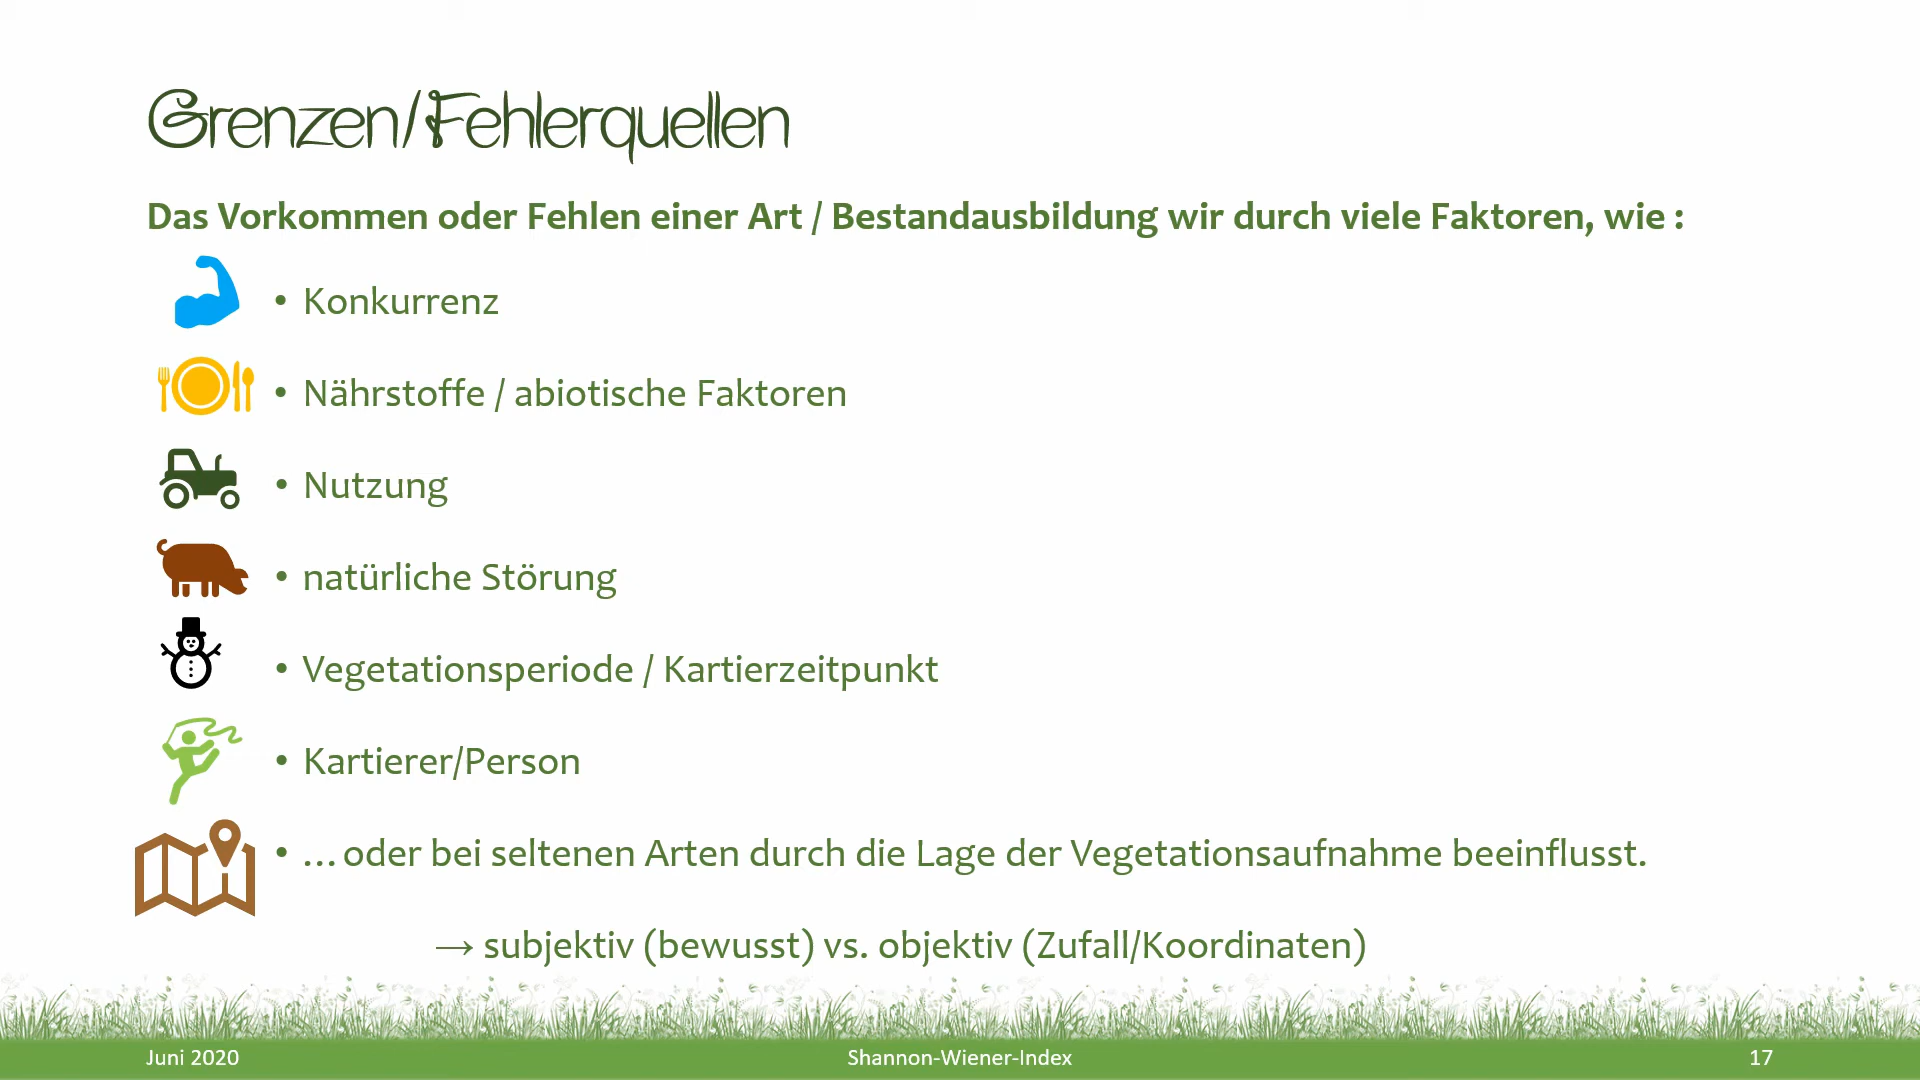 Grenzen/Fehlerquellen
Das Vorkommen oder Fehlen einer Art / Bestandausbildung wir durch viele Faktoren, wie :
• Konkurrenz
• Nährstoffe / abiotische Faktoren
• Nutzung
• natürliche Störung
• Vegetationsperiode / Kartierzeitpunkt
• Kartierer/Person
• …oder bei seltenen Arten durch die Lage der Vegetationsaufnahme beeinflusst.
→ subjektiv (bewusst) vs. objektiv (Zufall/Koordinaten)
Juni 2020 Shannon-Wiener-Index 17